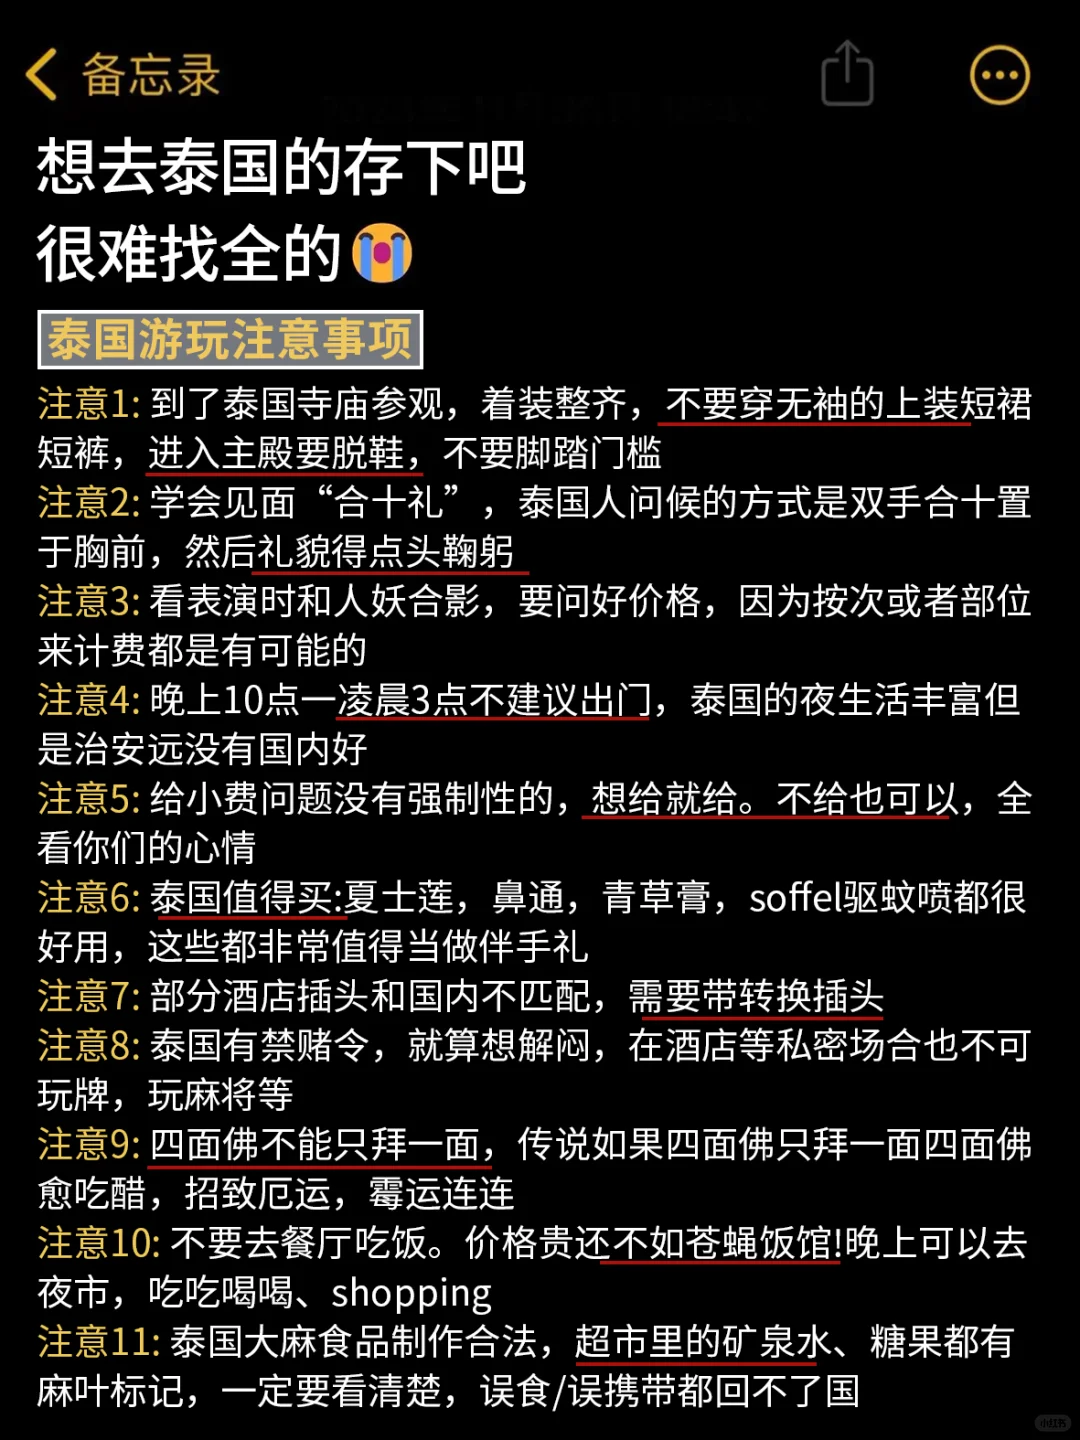 备忘录
想去泰国的存下吧
很难找全的😭
泰国游玩注意事项
注意1: 到了泰国寺庙参观，着装整齐，不要穿无袖的上装短裙
短裤，进入主殿要脱鞋，不要脚踏门槛
注意2: 学会见面“合十礼”，泰国人问候的方式是双手合十置
于胸前，然后礼貌得点头鞠躬
注意3: 看表演时和人妖合影，要问好价格，因为按次或者部位
来计费都是有可能的
注意4: 晚上10点一凌晨3点不建议出门，泰国的夜生活丰富但
是治安远没有国内好
注意5: 给小费问题没有强制性的，想给就给。不给也可以，全
看你们的心情
注意6: 泰国值得买:夏士莲，鼻通，青草膏，soffel驱蚊喷都很
好用，这些都非常值得当做伴手礼
注意7: 部分酒店插头和国内不匹配，需要带转换插头
注意8: 泰国有禁赌令，就算想解闷，在酒店等私密场合也不可
玩牌，玩麻将等
注意9: 四面佛不能只拜一面，传说如果四面佛只拜一面四面佛
愈吃醋，招致厄运，霉运连连
注意10: 不要去餐厅吃饭。价格贵还不如苍蝇饭馆!晚上可以去
夜市，吃吃喝喝、shopping
注意11: 泰国大麻食品制作合法，超市里的矿泉水、糖果都有
麻叶标记，一定要看清楚，误食/误携带都回不了国
小红书